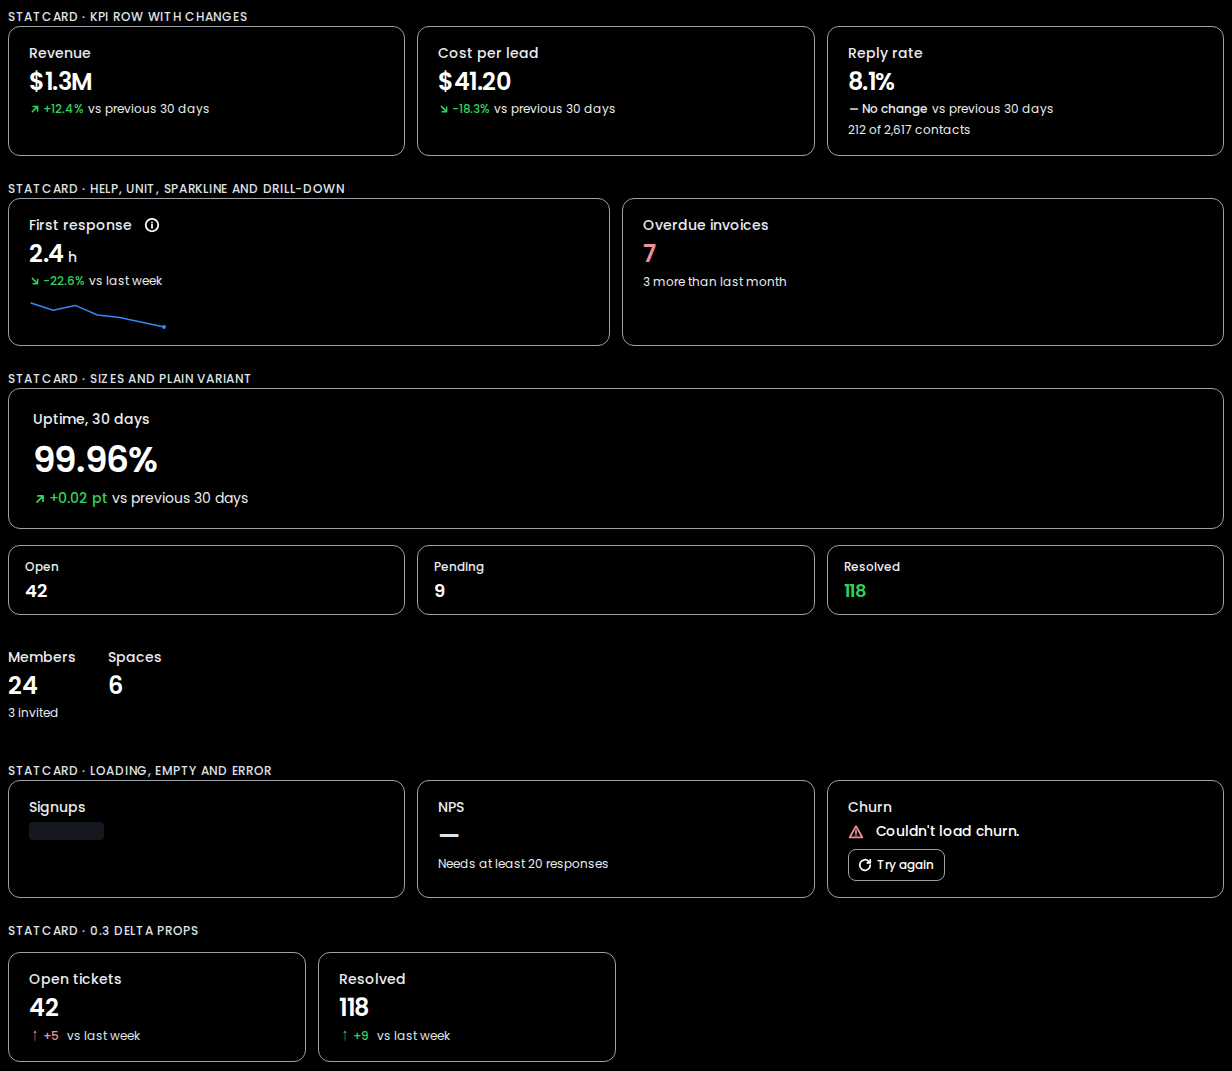 STATCARD · KPI ROW WITH CHANGES
Revenue
$1.3M
+12.4% vs previous 30 days
Cost per lead
$41.20
-18.3% vs previous 30 days
Reply rate
8.1%
No change vs previous 30 days
212 of 2,617 contacts
STATCARD · HELP, UNIT, SPARKLINE AND DRILL-DOWN
First response
2.4 h
-22.6% vs last week
Overdue invoices
7
3 more than last month
STATCARD · SIZES AND PLAIN VARIANT
Uptime, 30 days
99.96%
+0.02 pt vs previous 30 days
Open
42
Pending
9
Resolved
118
Members
24
3 invited
Spaces
6
STATCARD · LOADING, EMPTY AND ERROR
Signups
NPS
—
Needs at least 20 responses
Churn
Couldn't load churn.
Try again
STATCARD · 0.3 DELTA PROPS
Open tickets
42
↑ +5 vs last week
Resolved
118
↑ +9 vs last week